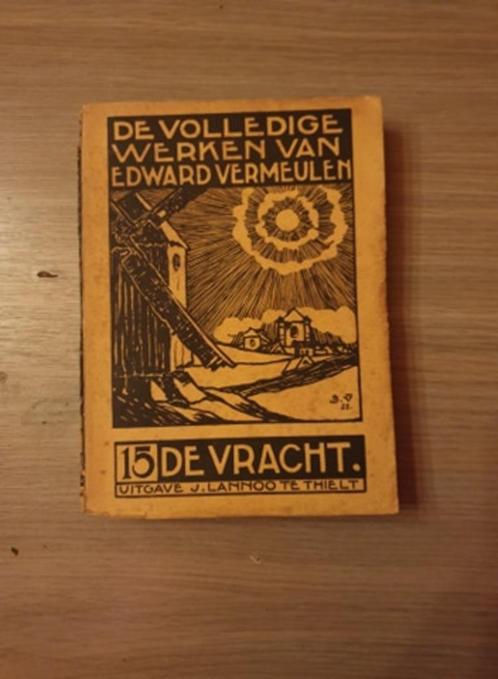 DE VOLLEDIGE
WERKEN VAN
EDWARD VERMEULEN
15 DE VRACHT.
UITGAVE J. LANNOO TE THIELT